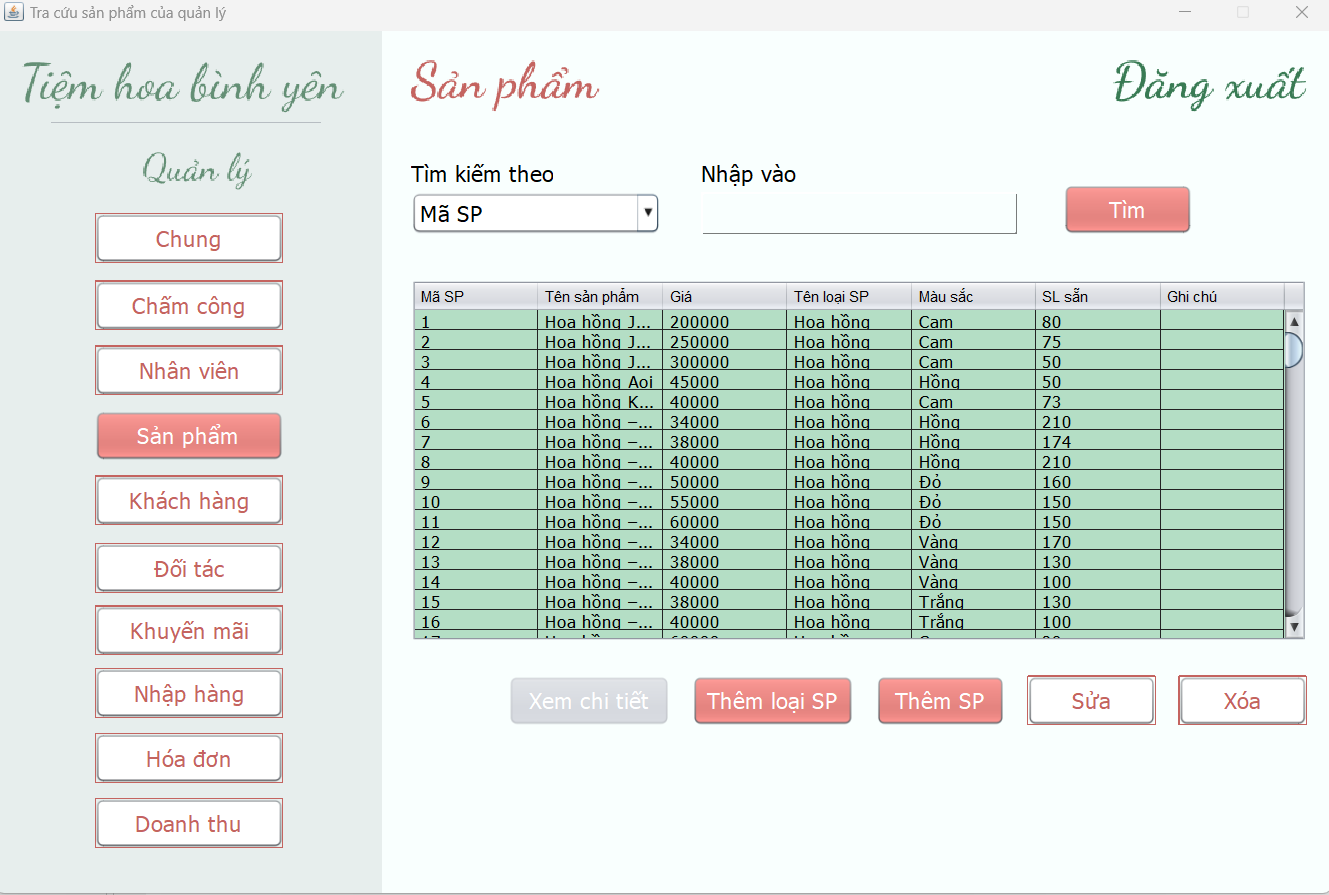 Tra cứu sản phẩm của quản lý
Tiệm hoa bình yên
Quản lý
Chung
Chấm công
Nhân viên
Sản phẩm
Khách hàng
Đối tác
Khuyến mãi
Nhập hàng
Hóa đơn
Doanh thu
Sản phẩm
Đăng xuất
Tìm kiếm theo
Nhập vào
Mã SP
Tìm
Mã SP Tên sản phẩm Giá Tên loại SP Màu sắc SL sẵn Ghi chú
1 Hoa hồng J... 200000 Hoa hồng Cam 80
2 Hoa hồng J... 250000 Hoa hồng Cam 75
3 Hoa hồng J... 300000 Hoa hồng Cam 50
4 Hoa hồng Aoi 45000 Hoa hồng Hồng 50
5 Hoa hồng K... 40000 Hoa hồng Cam 73
6 Hoa hồng –... 34000 Hoa hồng Hồng 210
7 Hoa hồng –... 38000 Hoa hồng Hồng 174
8 Hoa hồng –... 40000 Hoa hồng Hồng 210
9 Hoa hồng –... 50000 Hoa hồng Đỏ 160
10 Hoa hồng –... 55000 Hoa hồng Đỏ 150
11 Hoa hồng –... 60000 Hoa hồng Đỏ 150
12 Hoa hồng –... 34000 Hoa hồng Vàng 170
13 Hoa hồng –... 38000 Hoa hồng Vàng 130
14 Hoa hồng –... 40000 Hoa hồng Vàng 100
15 Hoa hồng –... 38000 Hoa hồng Trắng 130
16 Hoa hồng –... 40000 Hoa hồng Trắng 100
Xem chi tiết
Thêm loại SP
Thêm SP
Sửa
Xóa